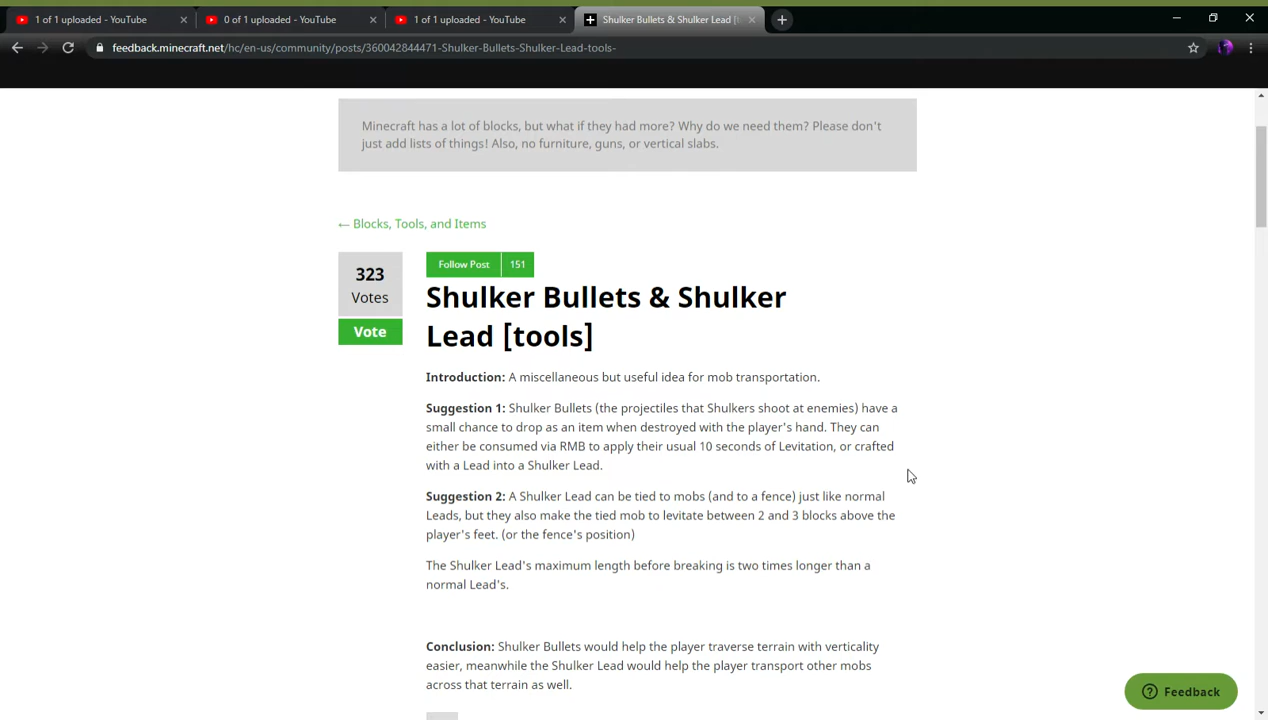 1 of 1 uploaded - YouTube
0 of 1 uploaded - YouTube
1 of 1 uploaded - YouTube
Shulker Bullets & Shulker Lead [
feedback.minecraft.net/hc/en-us/community/posts/360042844471-Shulker-Bullets-Shulker-Lead-tools-
Minecraft has a lot of blocks, but what if they had more? Why do we need them? Please don't
just add lists of things! Also, no furniture, guns, or vertical slabs.
← Blocks, Tools, and Items
323
Votes
Vote
Follow Post 151
Shulker Bullets & Shulker
Lead [tools]
Introduction: A miscellaneous but useful idea for mob transportation.
Suggestion 1: Shulker Bullets (the projectiles that Shulkers shoot at enemies) have a
small chance to drop as an item when destroyed with the player's hand. They can
either be consumed via RMB to apply their usual 10 seconds of Levitation, or crafted
with a Lead into a Shulker Lead.
Suggestion 2: A Shulker Lead can be tied to mobs (and to a fence) just like normal
Leads, but they also make the tied mob to levitate between 2 and 3 blocks above the
player's feet. (or the fence's position)
The Shulker Lead's maximum length before breaking is two times longer than a
normal Lead's.
Conclusion: Shulker Bullets would help the player traverse terrain with verticality
easier, meanwhile the Shulker Lead would help the player transport other mobs
across that terrain as well.
Feedback